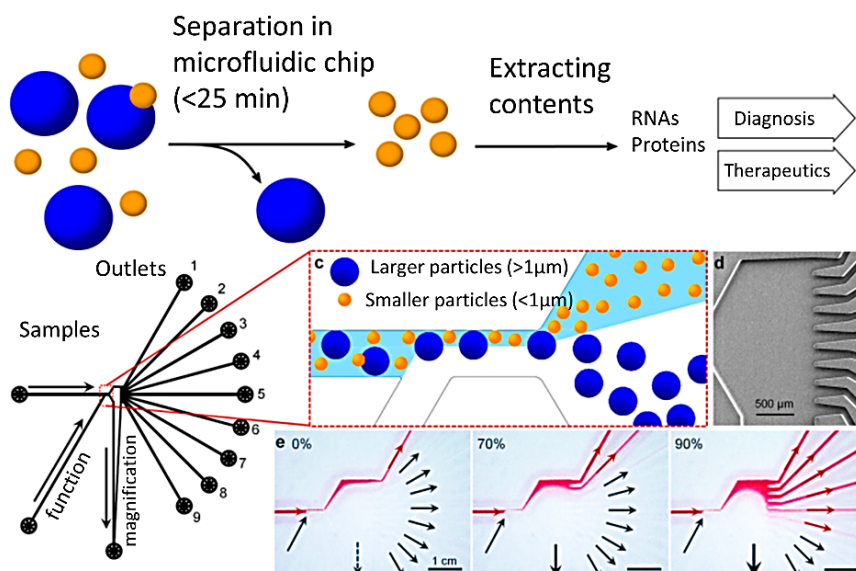 Separation in
microfluidic chip
(<25 min)
Extracting
contents
RNAs
Proteins
Diagnosis
Therapeutics
Outlets
Samples
1
2
3
4
5
6
7
8
9
function
magnification
c
Larger particles (>1μm)
Smaller particles (<1μm)
d
500 μm
e 0%
1 cm
70%
90%